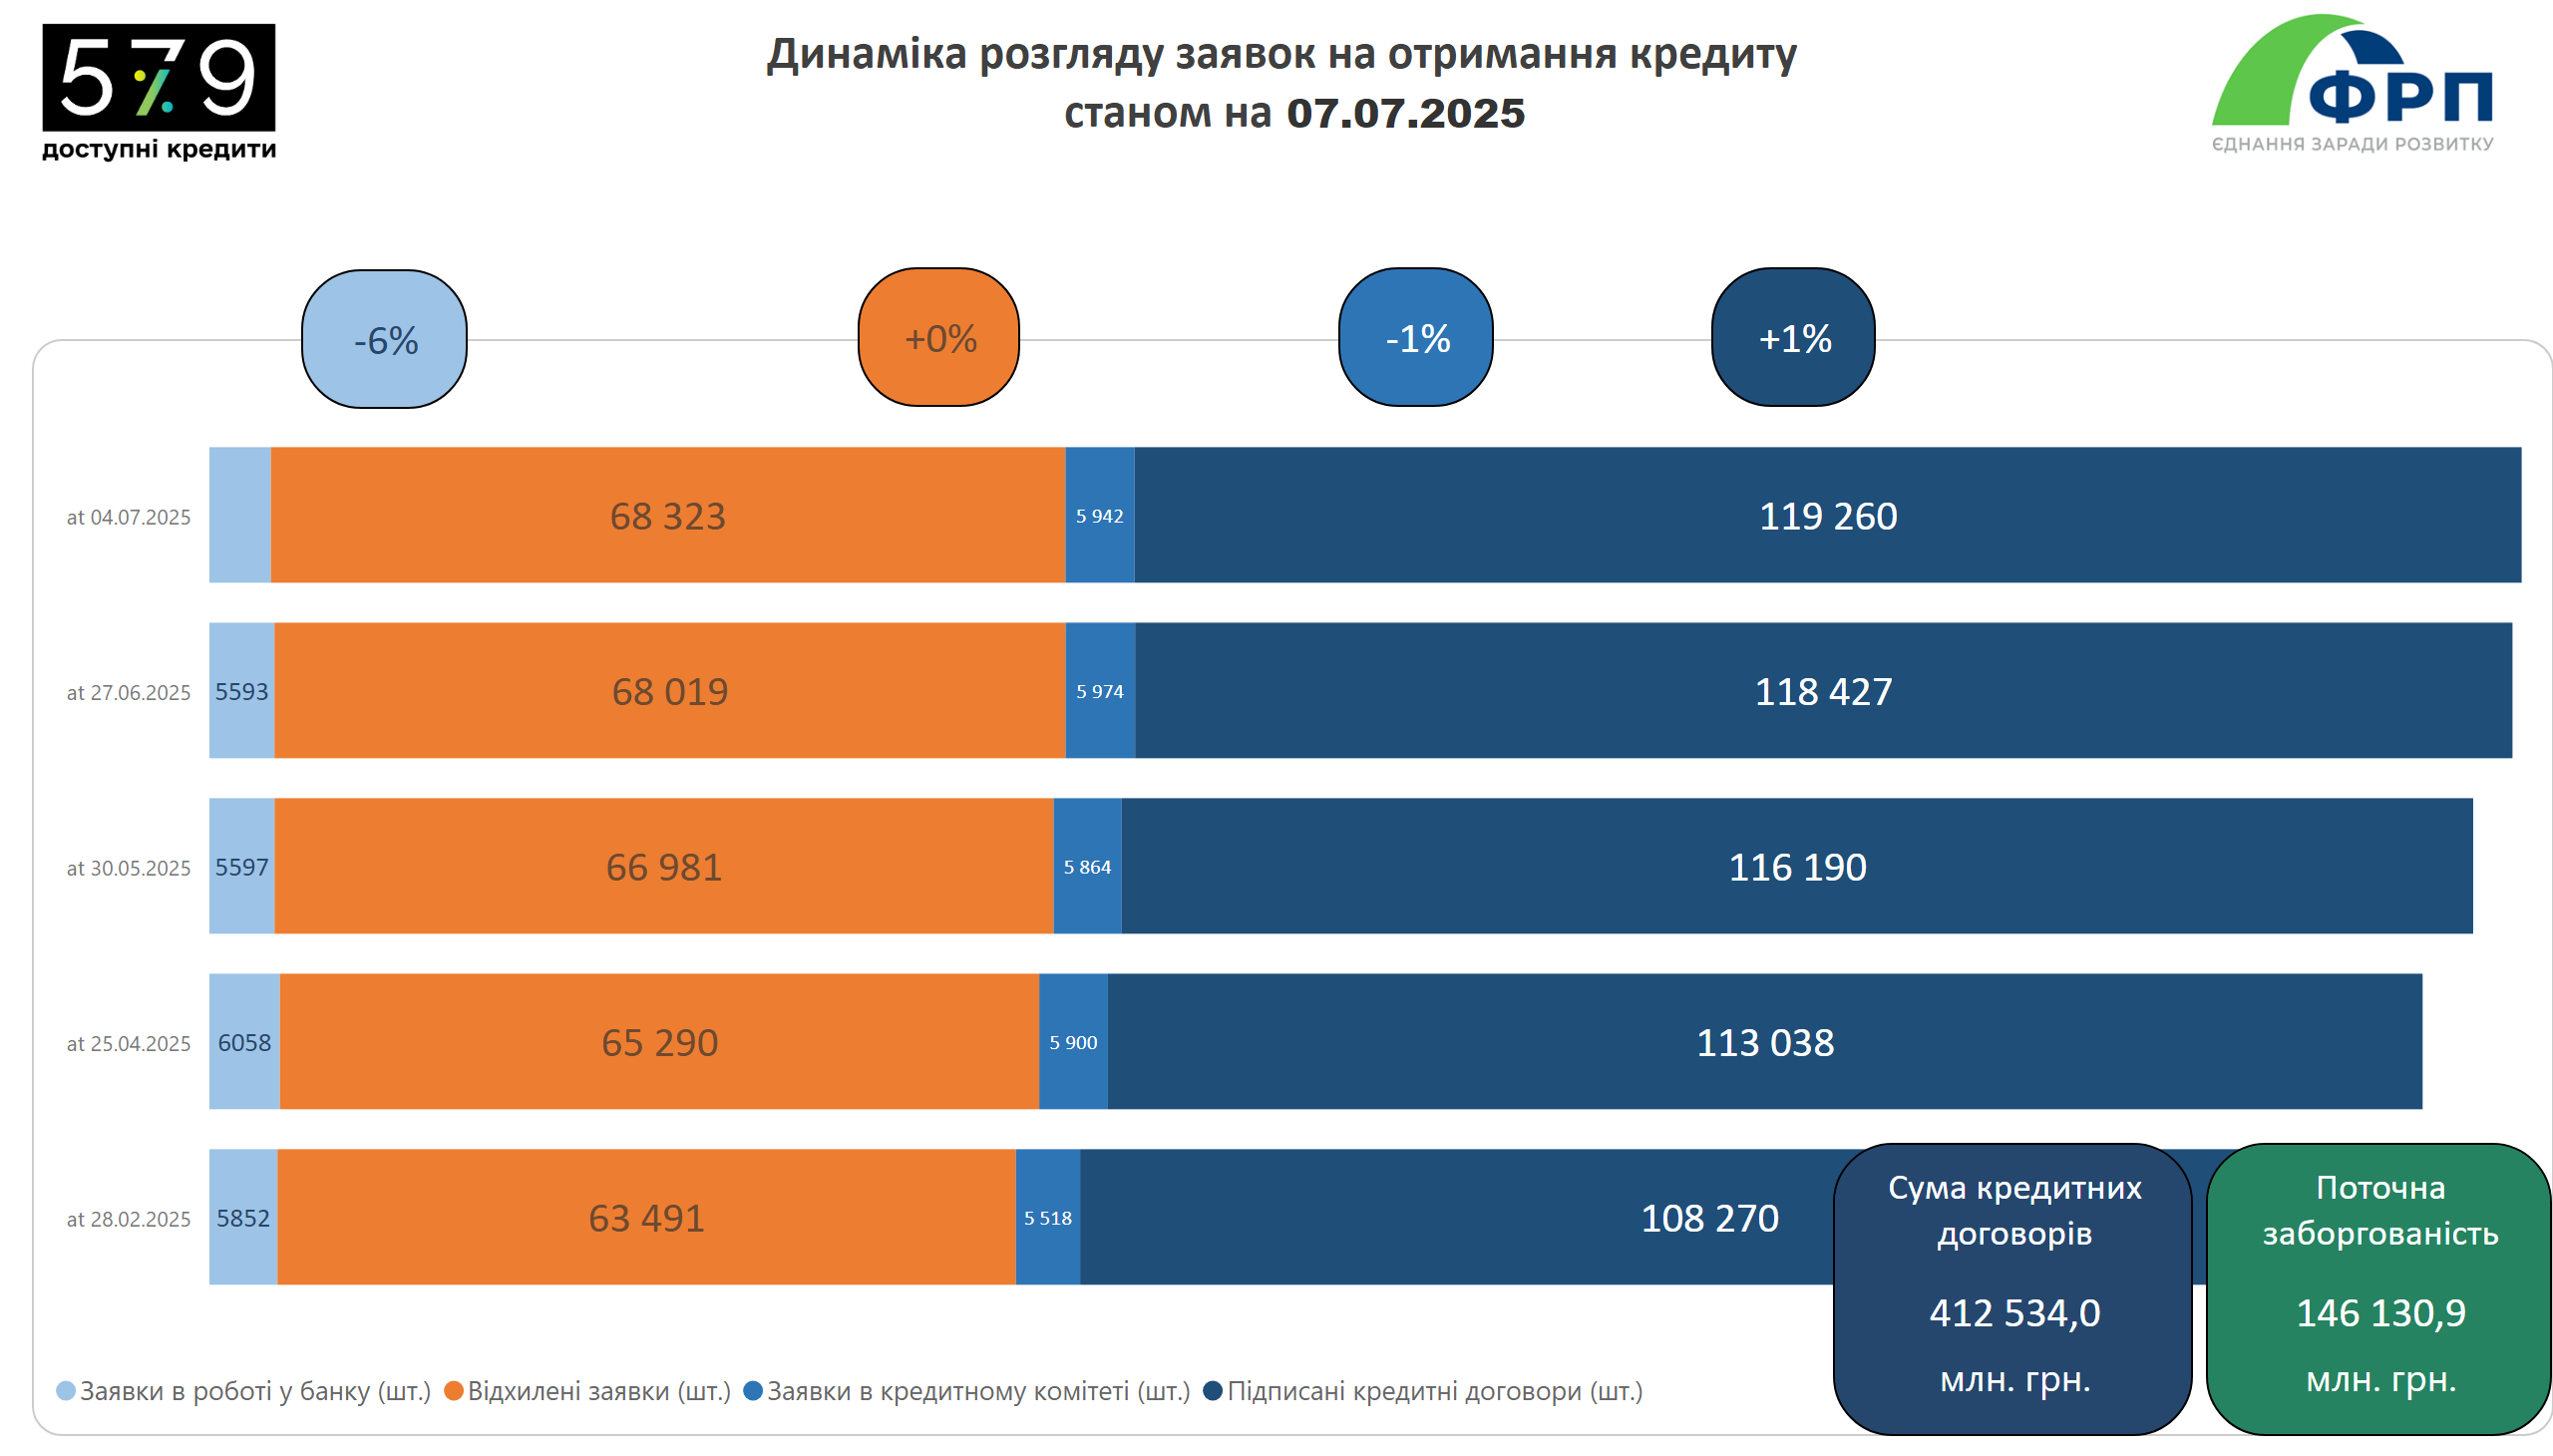 5%9
доступні кредити
Динаміка розгляду заявок на отримання кредиту
станом на 07.07.2025
ФРП
ЄДНАННЯ ЗАРАДИ РОЗВИТКУ
-6%
+0%
-1%
+1%
at 04.07.2025
68 323
5 942
119 260
at 27.06.2025
5593
68 019
5 974
118 427
at 30.05.2025
5597
66 981
5 864
116 190
at 25.04.2025
6058
65 290
5 900
113 038
at 28.02.2025
5852
63 491
5 518
108 270
Сума кредитних
договорів
412 534,0
млн. грн.
Поточна
заборгованість
146 130,9
млн. грн.
Заявки в роботі у банку (шт.) Відхилені заявки (шт.) Заявки в кредитному комітеті (шт.) Підписані кредитні договори (шт.)